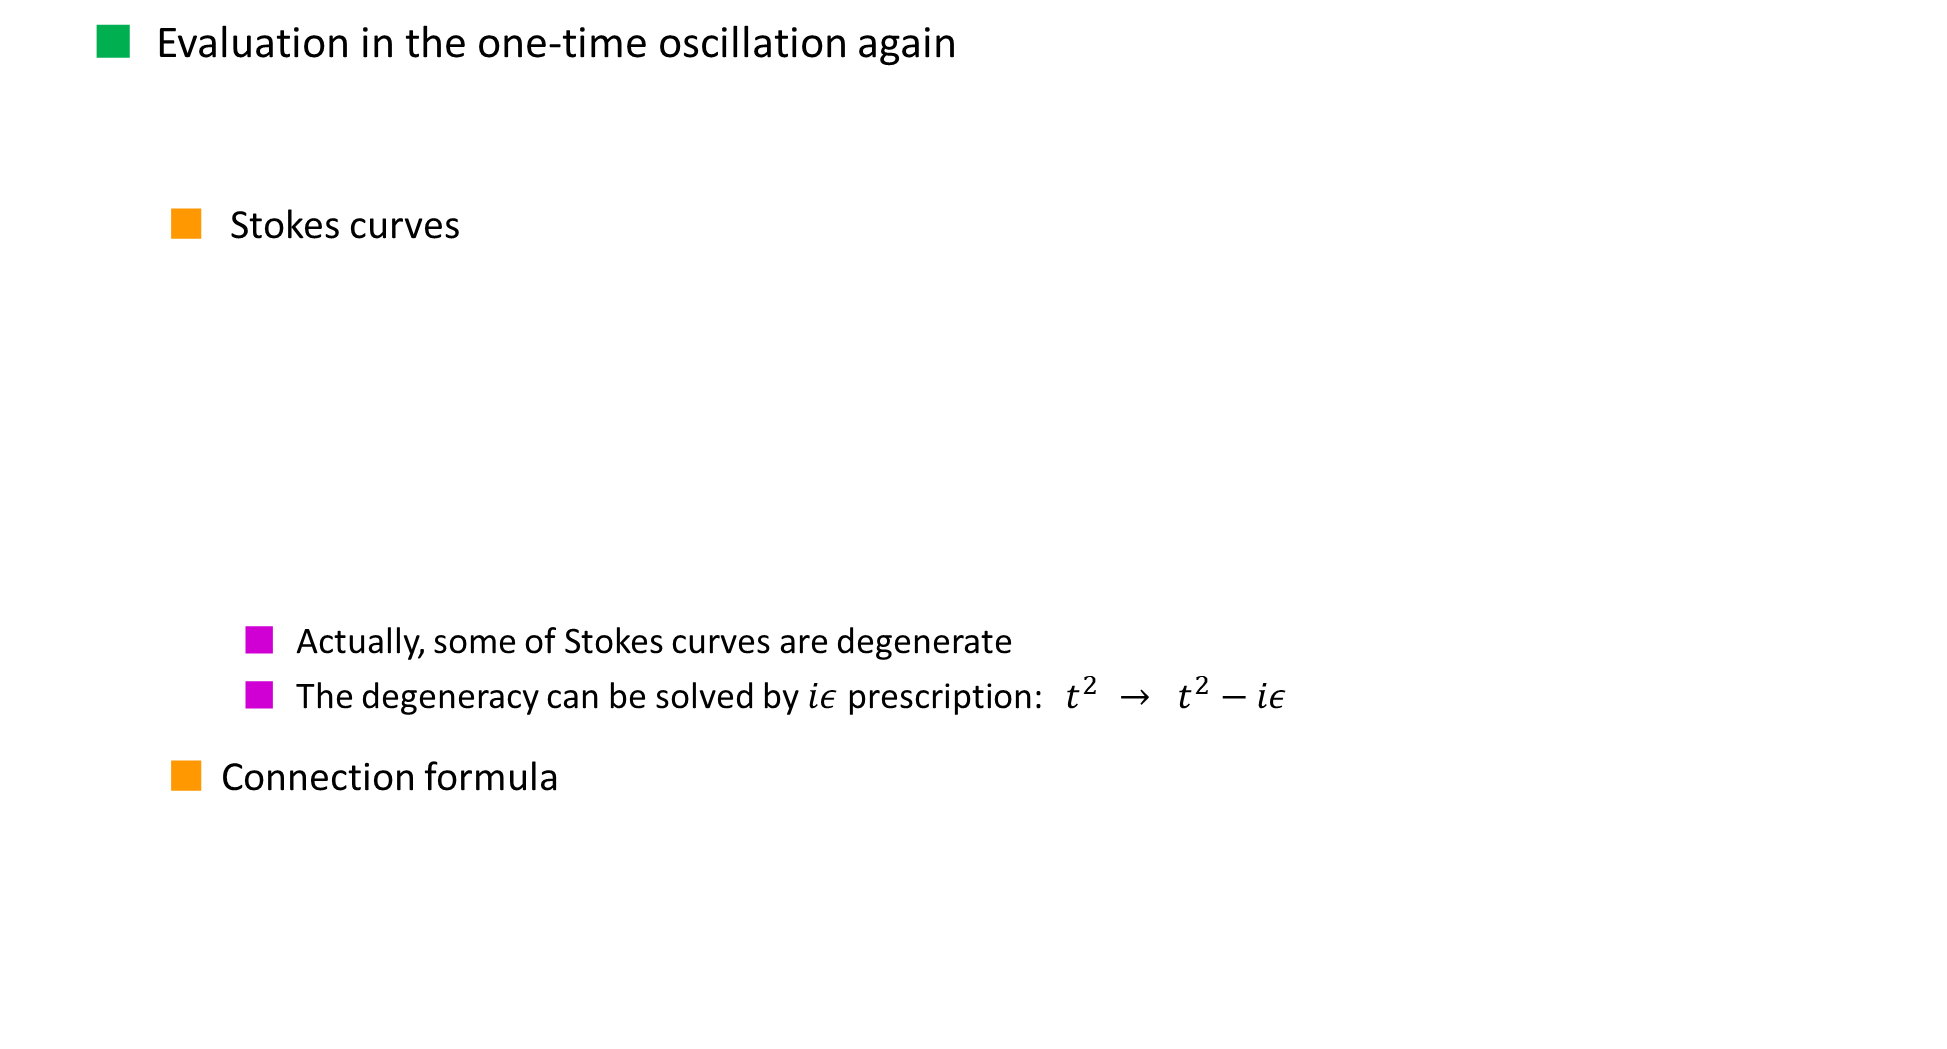 Evaluation in the one-time oscillation again
Stokes curves
Actually, some of Stokes curves are degenerate
The degeneracy can be solved by iϵ prescription: t² → t² − iϵ
Connection formula